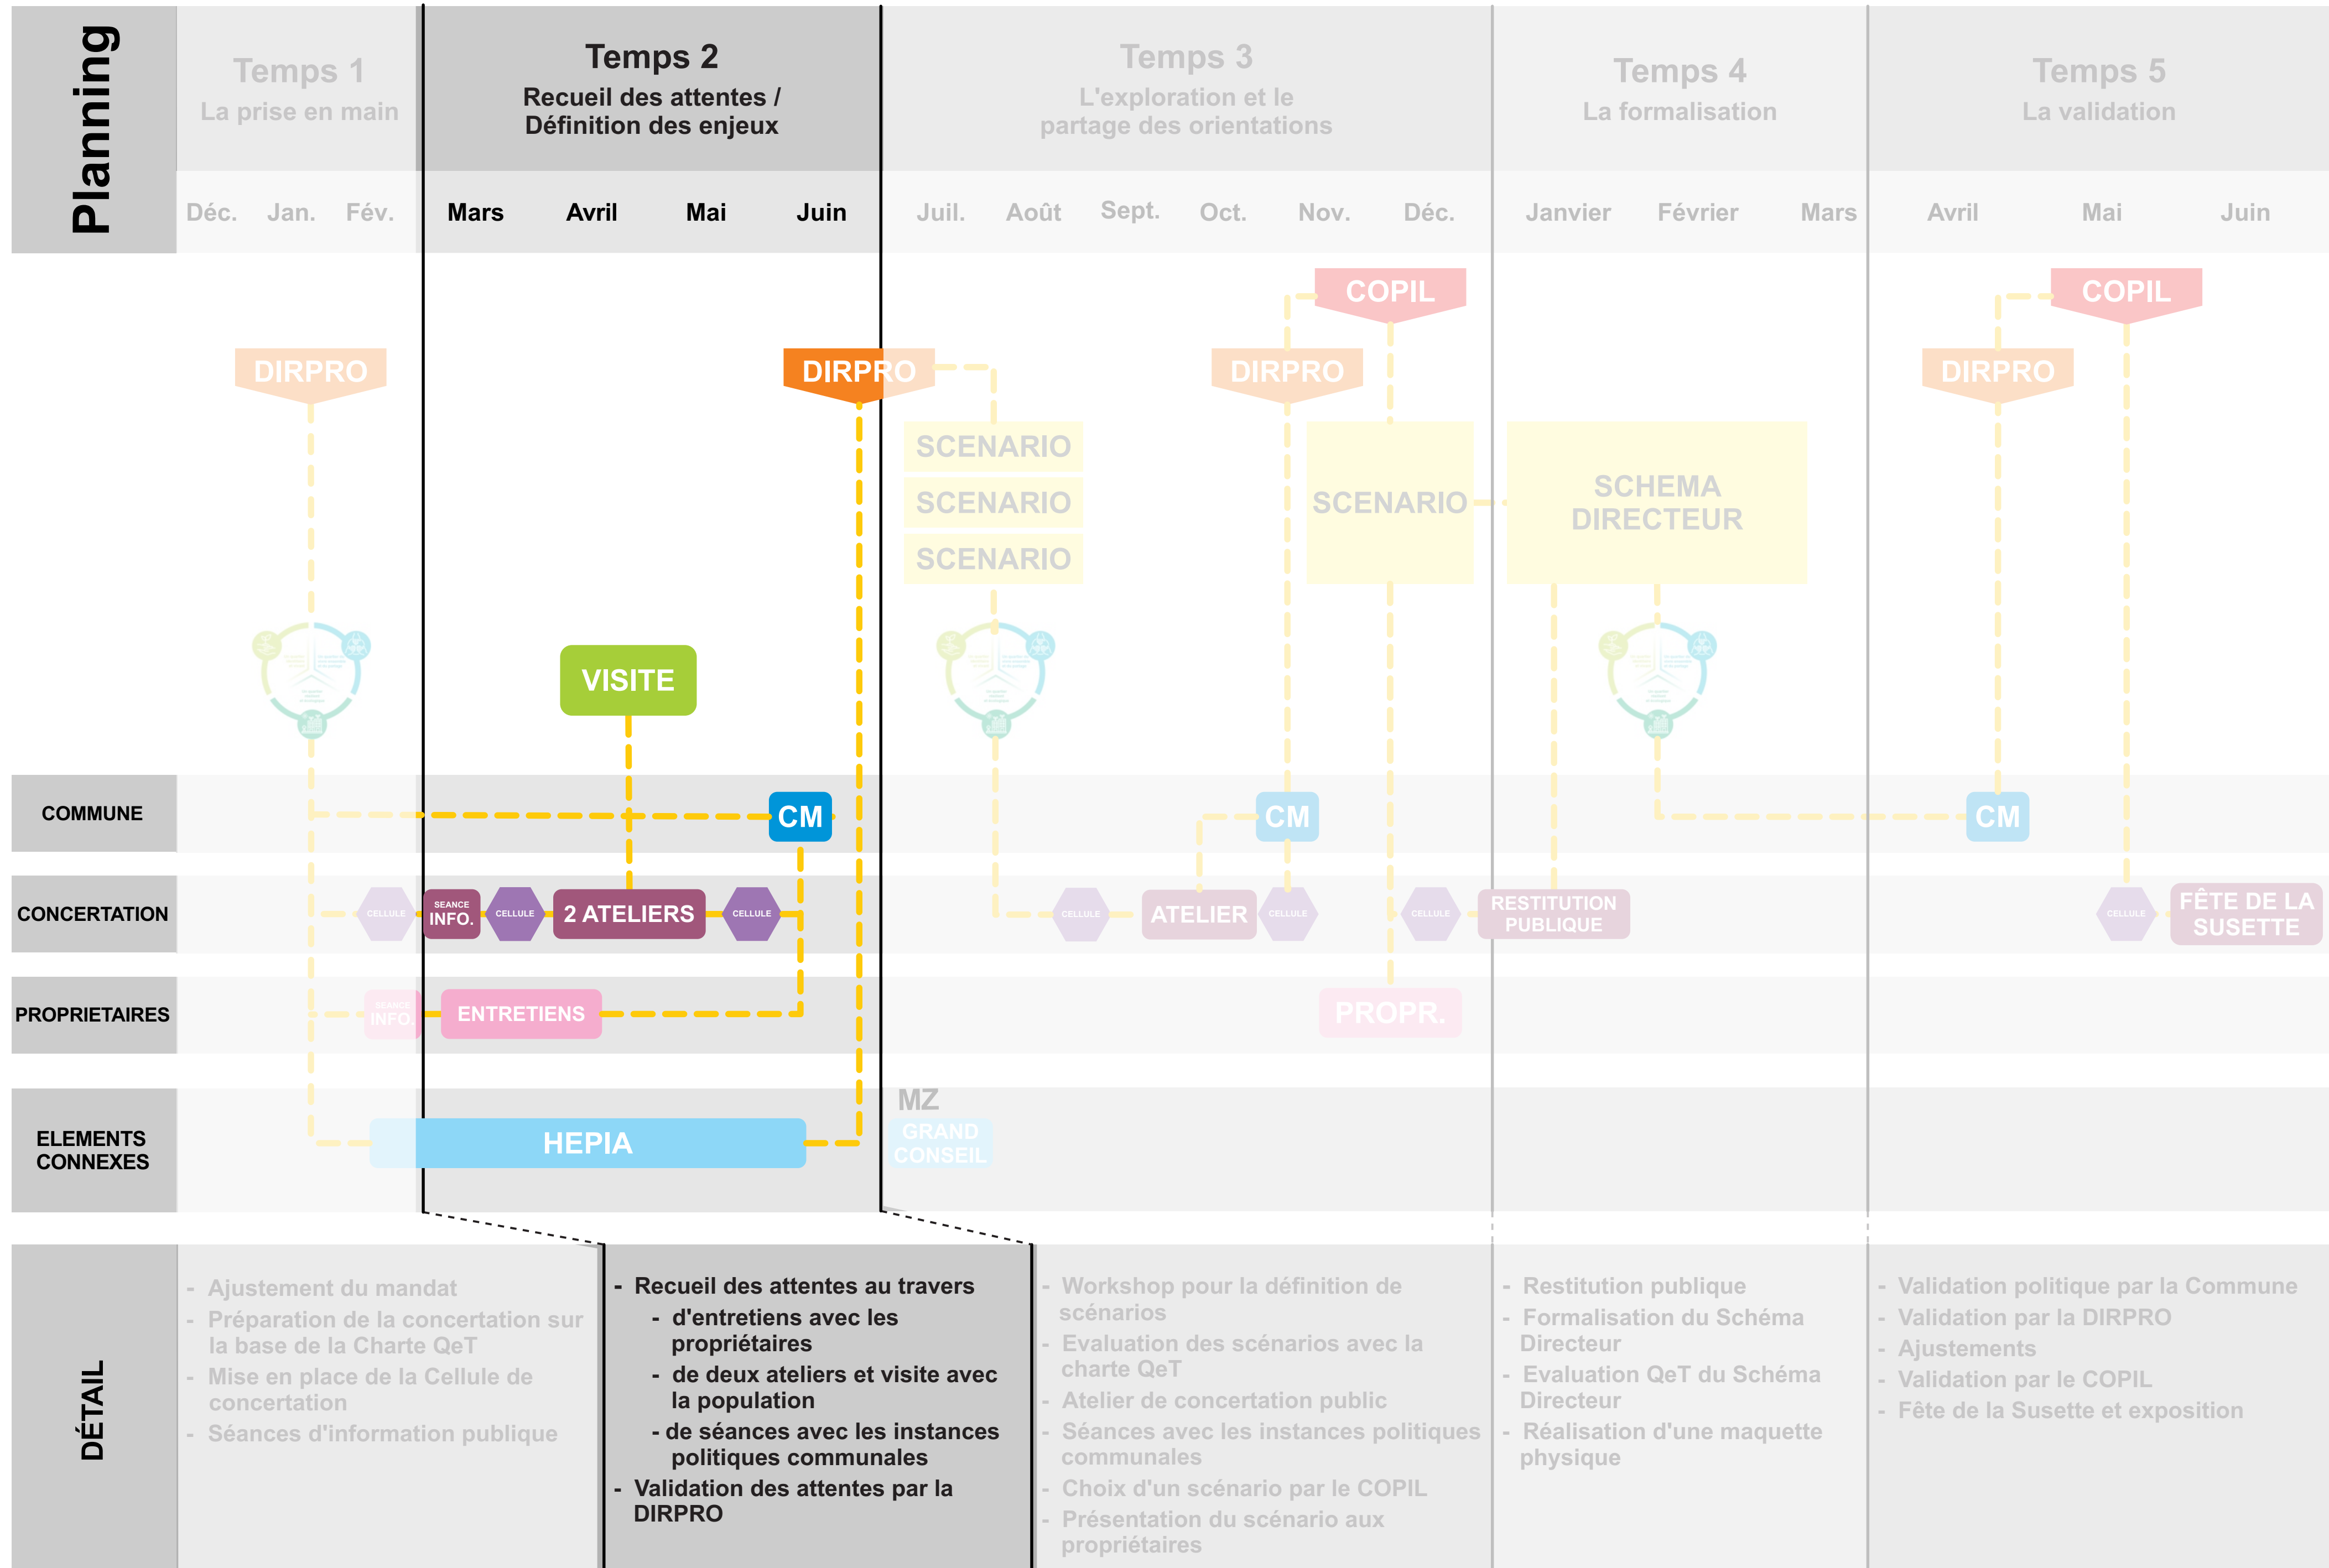 Planning
Temps 1
La prise en main
Temps 2
Recueil des attentes /
Définition des enjeux
Temps 3
L'exploration et le
partage des orientations
Temps 4
La formalisation
Temps 5
La validation
Déc. Jan. Fév. Mars Avril Mai Juin Juil. Août Sept. Oct. Nov. Déc. Janvier Février Mars Avril Mai Juin
COPIL COPIL
DIRPRO DIRPRO DIRPRO DIRPRO
SCENARIO
SCENARIO
SCENARIO
SCENARIO
SCHEMA
DIRECTEUR
VISITE
COMMUNE
CM CM CM
CONCERTATION
CELLULE
SEANCE
INFO.
CELLULE
2 ATELIERS
CELLULE
CELLULE
ATELIER
CELLULE
CELLULE
RESTITUTION
PUBLIQUE
CELLULE
FÊTE DE LA
SUSETTE
PROPRIETAIRES
SEANCE
INFO.
ENTRETIENS
PROPR.
ELEMENTS
CONNEXES
HEPIA
MZ
GRAND
CONSEIL
DÉTAIL
- Ajustement du mandat
- Préparation de la concertation sur
la base de la Charte QeT
- Mise en place de la Cellule de
concertation
- Séances d'information publique
- Recueil des attentes au travers
- d'entretiens avec les
propriétaires
- de deux ateliers et visite avec
la population
- de séances avec les instances
politiques communales
- Validation des attentes par la
DIRPRO
- Workshop pour la définition de
scénarios
- Evaluation des scénarios avec la
charte QeT
- Atelier de concertation public
- Séances avec les instances politiques
communales
- Choix d'un scénario par le COPIL
- Présentation du scénario aux
propriétaires
- Restitution publique
- Formalisation du Schéma
Directeur
- Evaluation QeT du Schéma
Directeur
- Réalisation d'une maquette
physique
- Validation politique par la Commune
- Validation par la DIRPRO
- Ajustements
- Validation par le COPIL
- Fête de la Susette et exposition